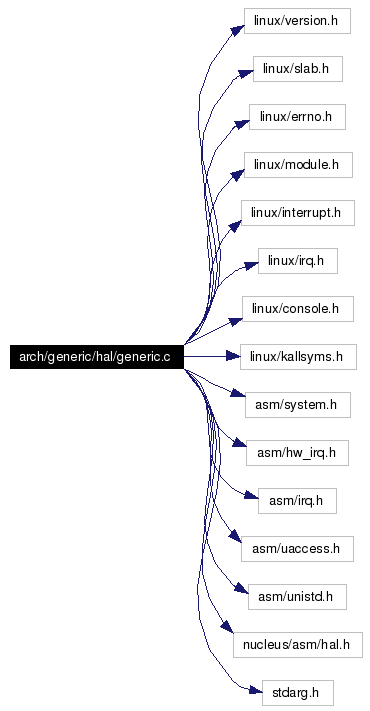 linux/version.h
linux/slab.h
linux/errno.h
linux/module.h
linux/interrupt.h
linux/irq.h
linux/console.h
arch/generic/hal/generic.c
linux/kallsyms.h
asm/system.h
asm/hw_irq.h
asm/irq.h
asm/uaccess.h
asm/unistd.h
nucleus/asm/hal.h
stdarg.h